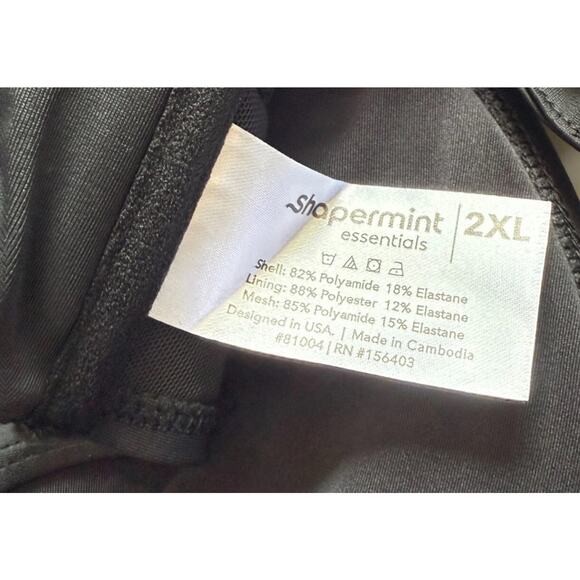 Shapermint | 2XL
essentials
Shell: 82% Polyamide 18% Elastane
Lining: 88% Polyester 12% Elastane
Mesh: 85% Polyamide 15% Elastane
Designed in USA. | Made in Cambodia
#81004 | RN #156403